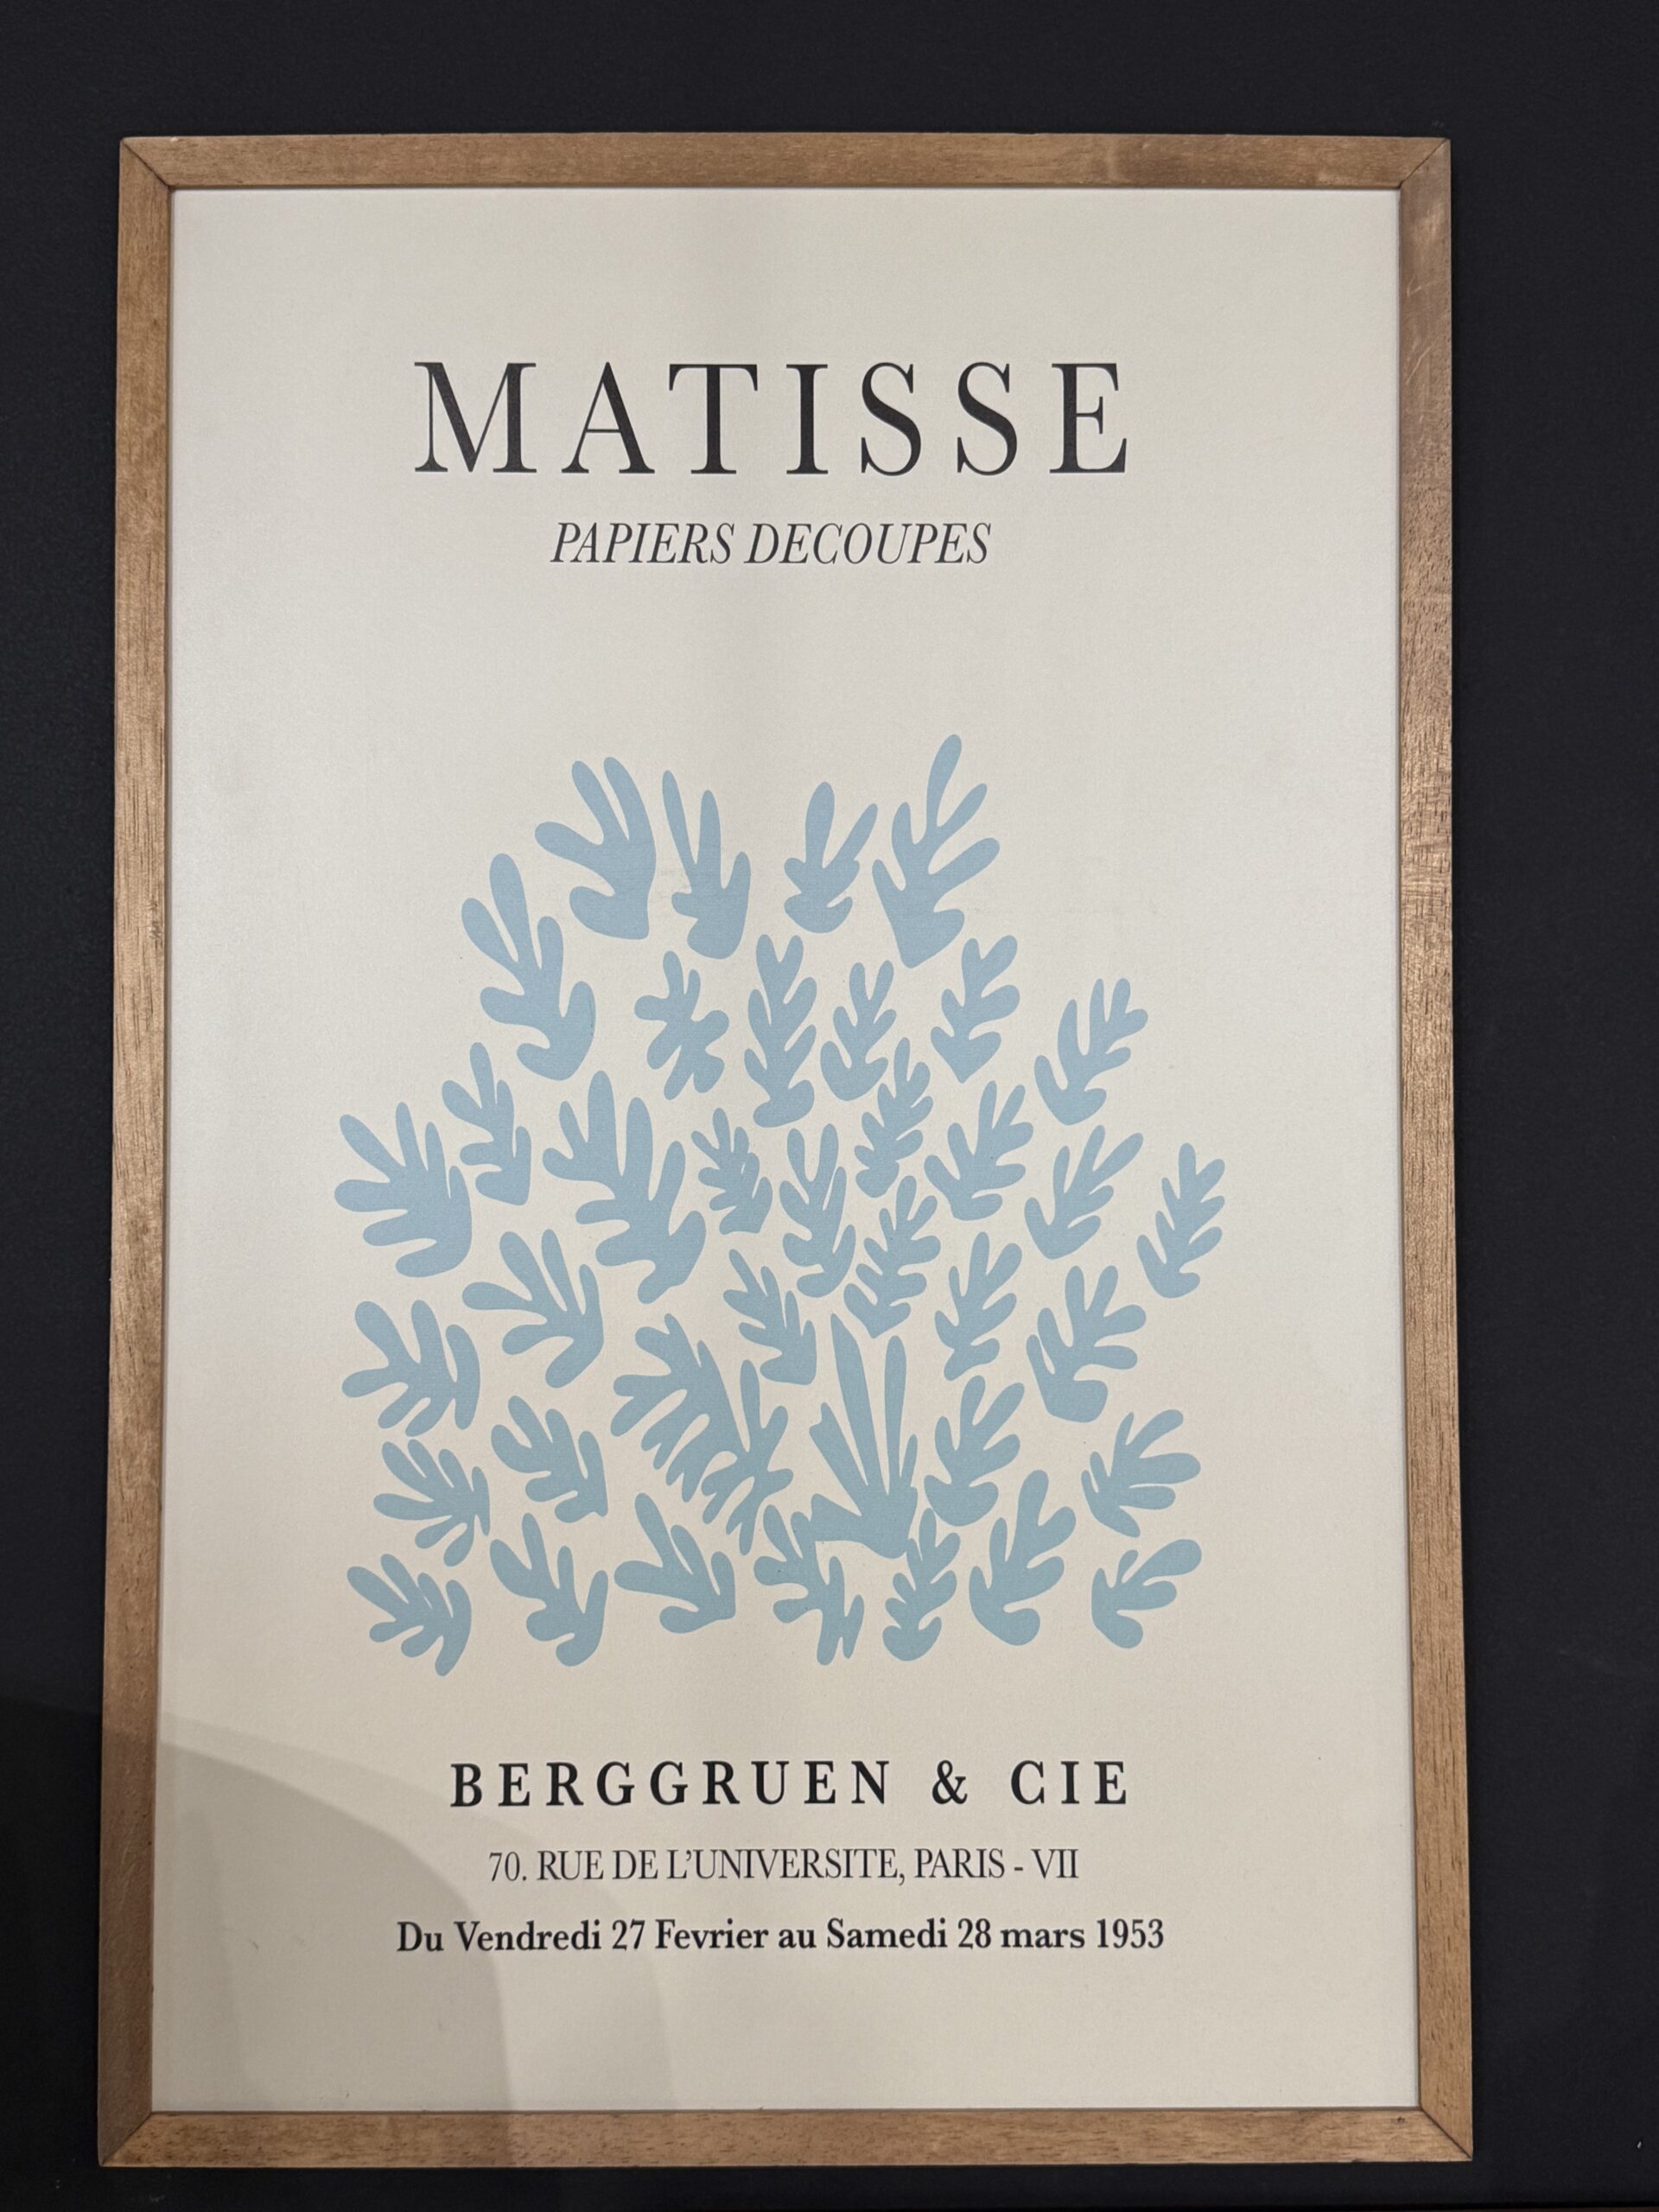 MATISSE
PAPIERS DECOUPES
BERGGRUEN & CIE
70. RUE DE L'UNIVERSITE, PARIS - VII
Du Vendredi 27 Fevrier au Samedi 28 mars 1953